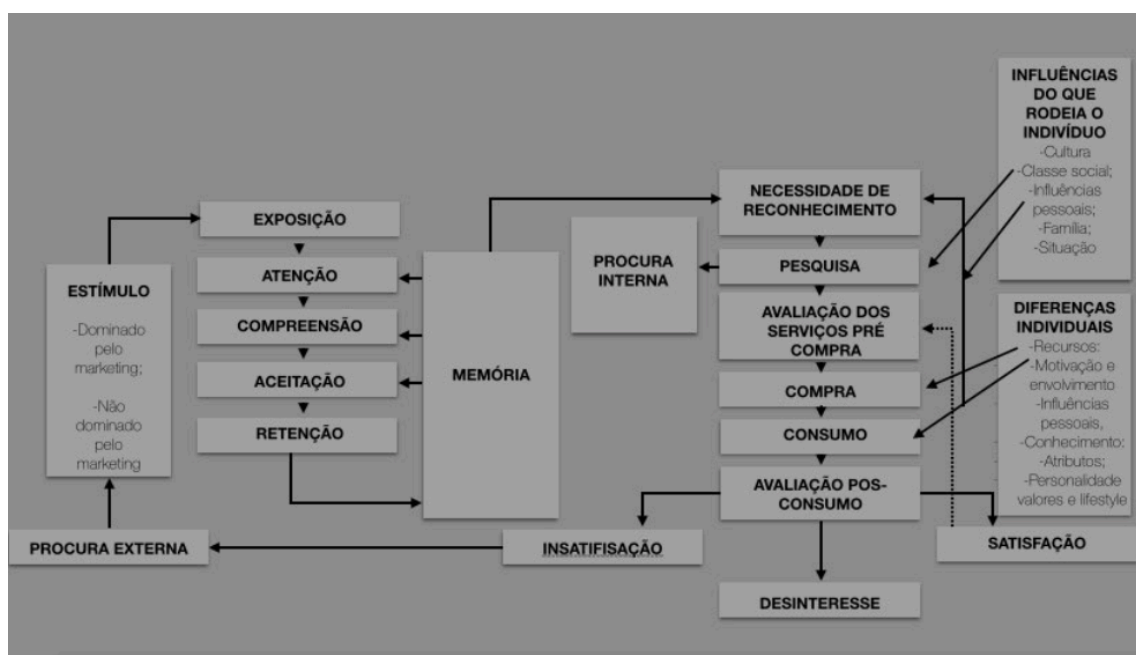 EXPOSIÇÃO
ATENÇÃO
COMPREENSÃO
ACEITAÇÃO
RETENÇÃO
ESTÍMULO
-Dominado
pelo
marketing;
-Não
dominado
pelo
marketing
PROCURA EXTERNA
MEMÓRIA
PROCURA
INTERNA
NECESSIDADE DE
RECONHECIMENTO
PESQUISA
AVALIAÇÃO DOS
SERVIÇOS PRÉ
COMPRA
COMPRA
CONSUMO
AVALIAÇÃO POS-
CONSUMO
INSATIFISAÇÃO
DESINTERESSE
SATISFAÇÃO
INFLUÊNCIAS
DO QUE
RODEIA O
INDIVÍDUO
-Cultura
-Classe social;
-Influências
pessoais;
-Família;
-Situação
DIFERENÇAS
INDIVIDUAIS
-Recursos:
-Motivação e
envolvimento
-Influências
pessoais,
-Conhecimento:
-Atributos;
-Personalidade
valores e lifestyle